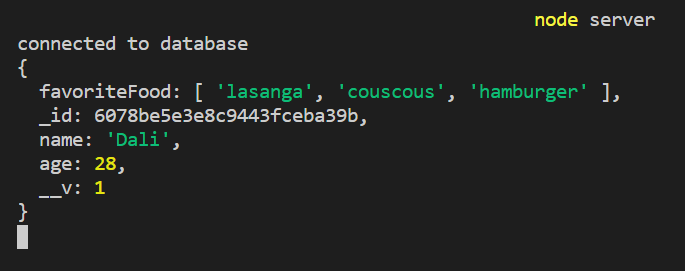 node server
connected to database
{
favoriteFood: [ 'lasanga', 'couscous', 'hamburger' ],
_id: 6078be5e3e8c9443fceba39b,
name: 'Dali',
age: 28,
__v: 1
}